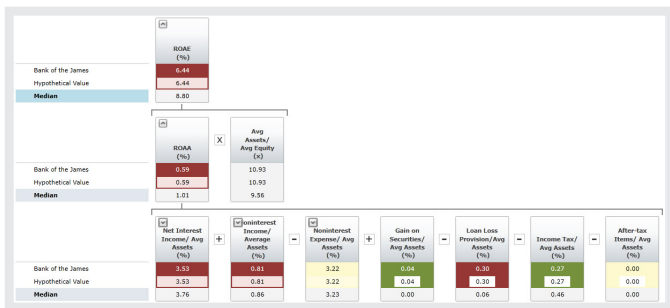 ROAE
(%)
Bank of the James 6.44
Hypothetical Value 6.44
Median 8.80
ROAA
(%)
X
Avg
Assets/
Avg Equity
(x)
Bank of the James 0.59 10.93
Hypothetical Value 0.59 10.93
Median 1.01 9.56
Net Interest
Income/ Avg
Assets
(%)
+
oninterest
Income/
Average
Assets
(%)
-
Noninterest
Expense/ Avg
Assets
(%)
+
Gain on
Securities/
Avg Assets
(%)
-
Loan Loss
Provision/Avg
Assets
(%)
-
Income Tax/
Avg Assets
(%)
-
After-tax
Items/ Avg
Assets
(%)
Bank of the James 3.53 0.81 3.22 0.04 0.30 0.27 0.00
Hypothetical Value 3.53 0.81 3.22 0.04 0.30 0.27 0.00
Median 3.76 0.86 3.23 0.00 0.06 0.46 0.00